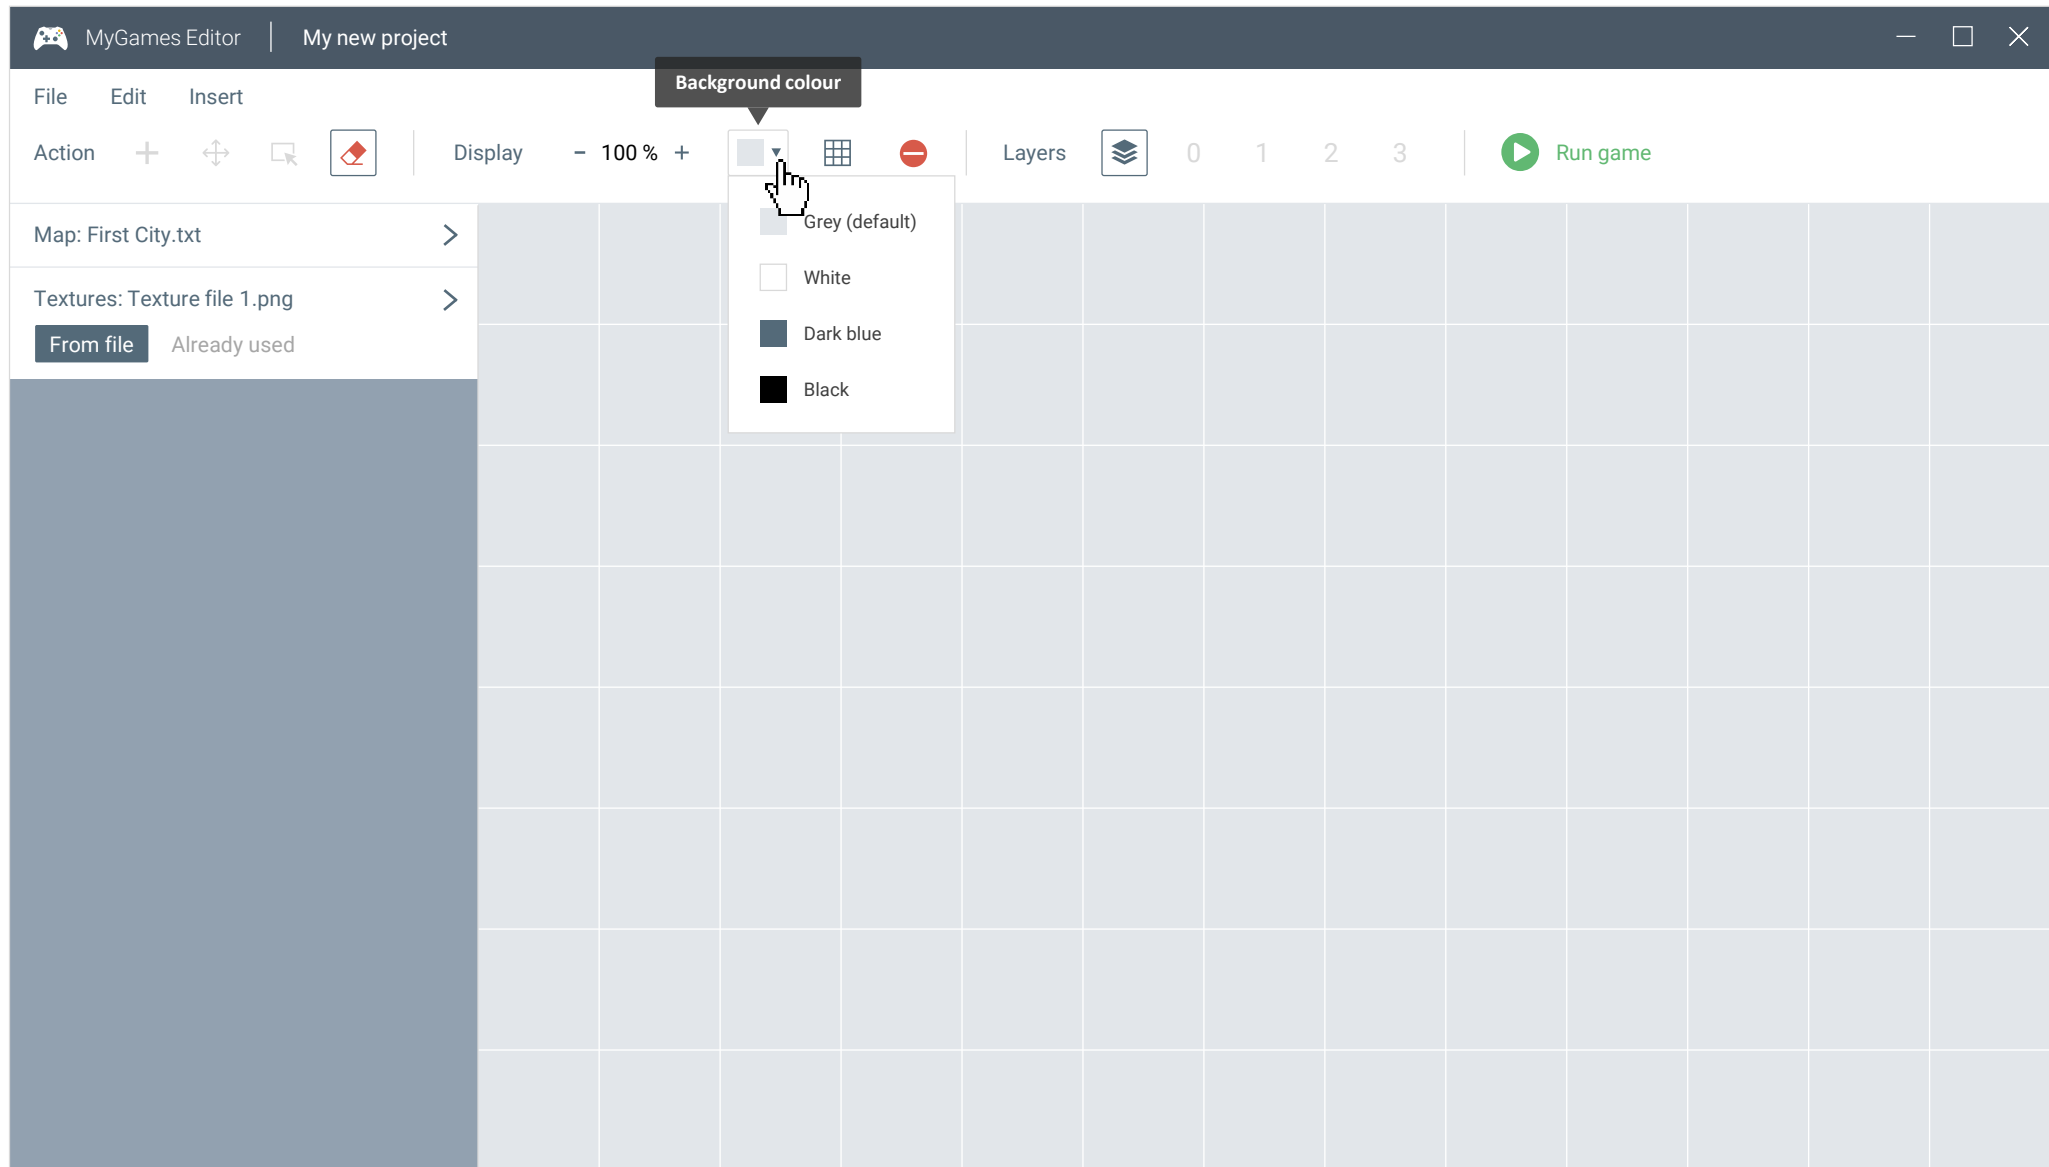 MyGames Editor
My new project
Background colour
File Edit Insert
Action
Display - 100 % +
Layers 0 1 2 3
Run game
Map: First City.txt
Textures: Texture file 1.png
From file Already used
Grey (default)
White
Dark blue
Black